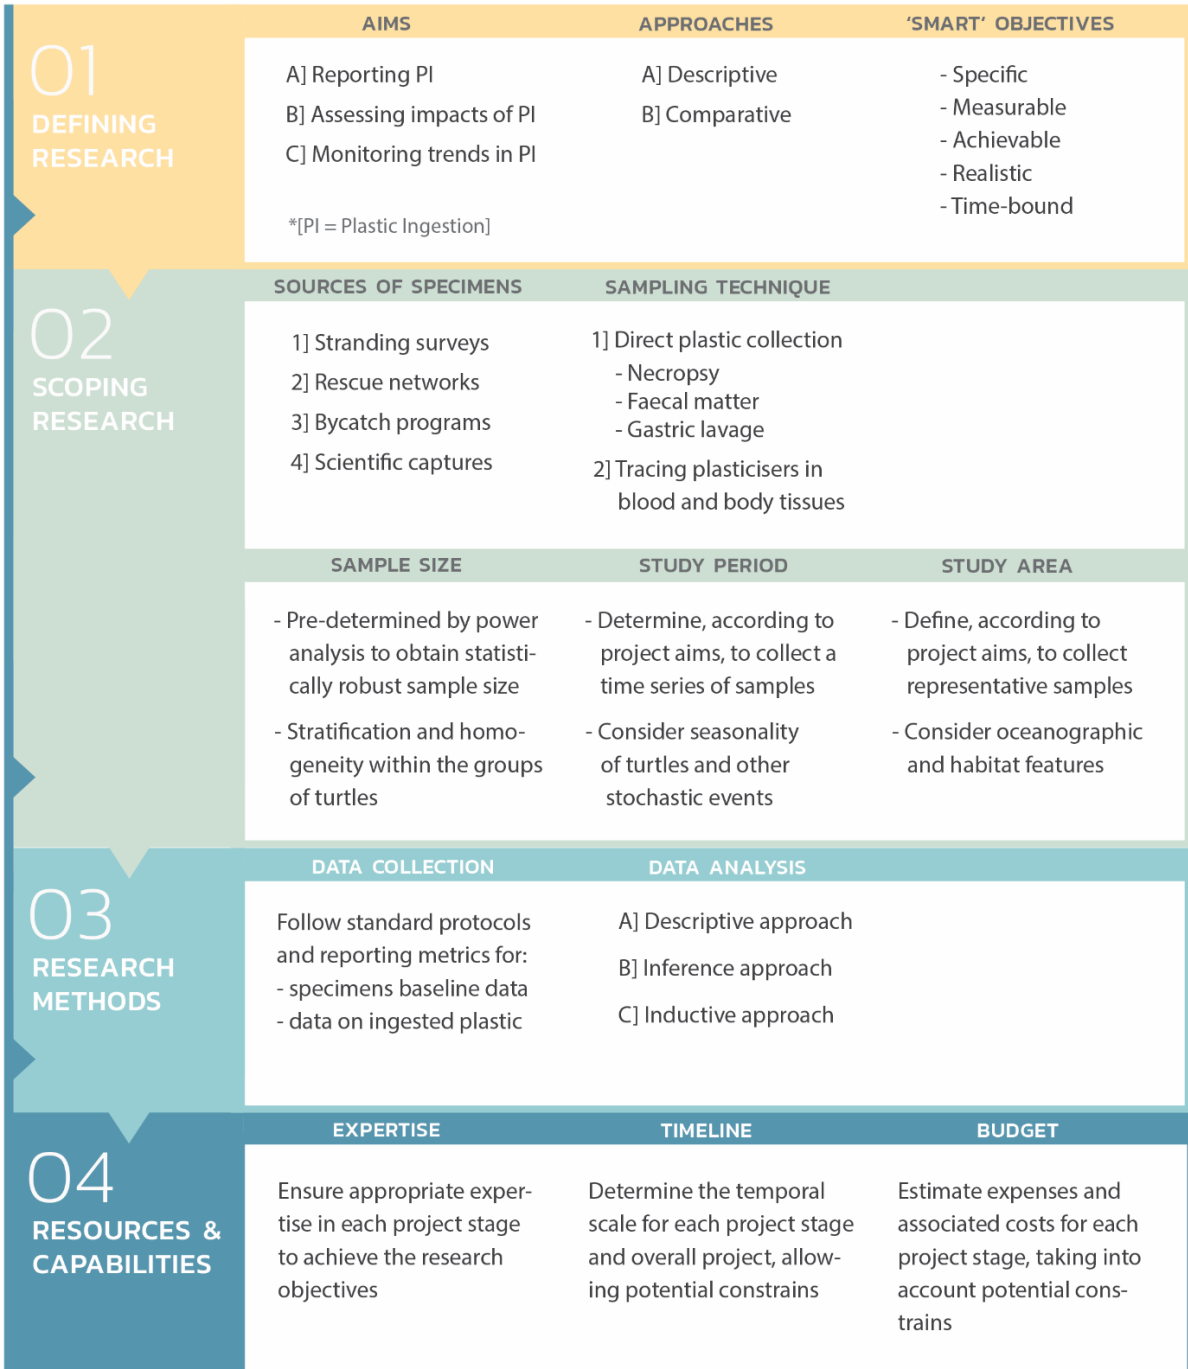 01
DEFINING
RESEARCH
AIMS
A] Reporting PI
B] Assessing impacts of PI
C] Monitoring trends in PI
*[PI = Plastic Ingestion]
APPROACHES
A] Descriptive
B] Comparative
‘SMART‘ OBJECTIVES
- Specific
- Measurable
- Achievable
- Realistic
- Time-bound
02
SCOPING
RESEARCH
SOURCES OF SPECIMENS
1] Stranding surveys
2] Rescue networks
3] Bycatch programs
4] Scientific captures
SAMPLING TECHNIQUE
1] Direct plastic collection
- Necropsy
- Faecal matter
- Gastric lavage
2] Tracing plasticisers in
blood and body tissues
SAMPLE SIZE
- Pre-determined by power
analysis to obtain statisti-
cally robust sample size
- Stratification and homo-
geneity within the groups
of turtles
STUDY PERIOD
- Determine, according to
project aims, to collect a
time series of samples
- Consider seasonality
of turtles and other
stochastic events
STUDY AREA
- Define, according to
project aims, to collect
representative samples
- Consider oceanographic
and habitat features
03
RESEARCH
METHODS
DATA COLLECTION
Follow standard protocols
and reporting metrics for:
- specimens baseline data
- data on ingested plastic
DATA ANALYSIS
A] Descriptive approach
B] Inference approach
C] Inductive approach
04
RESOURCES &
CAPABILITIES
EXPERTISE
Ensure appropriate exper-
tise in each project stage
to achieve the research
objectives
TIMELINE
Determine the temporal
scale for each project stage
and overall project, allow-
ing potential constrains
BUDGET
Estimate expenses and
associated costs for each
project stage, taking into
account potential cons-
trains